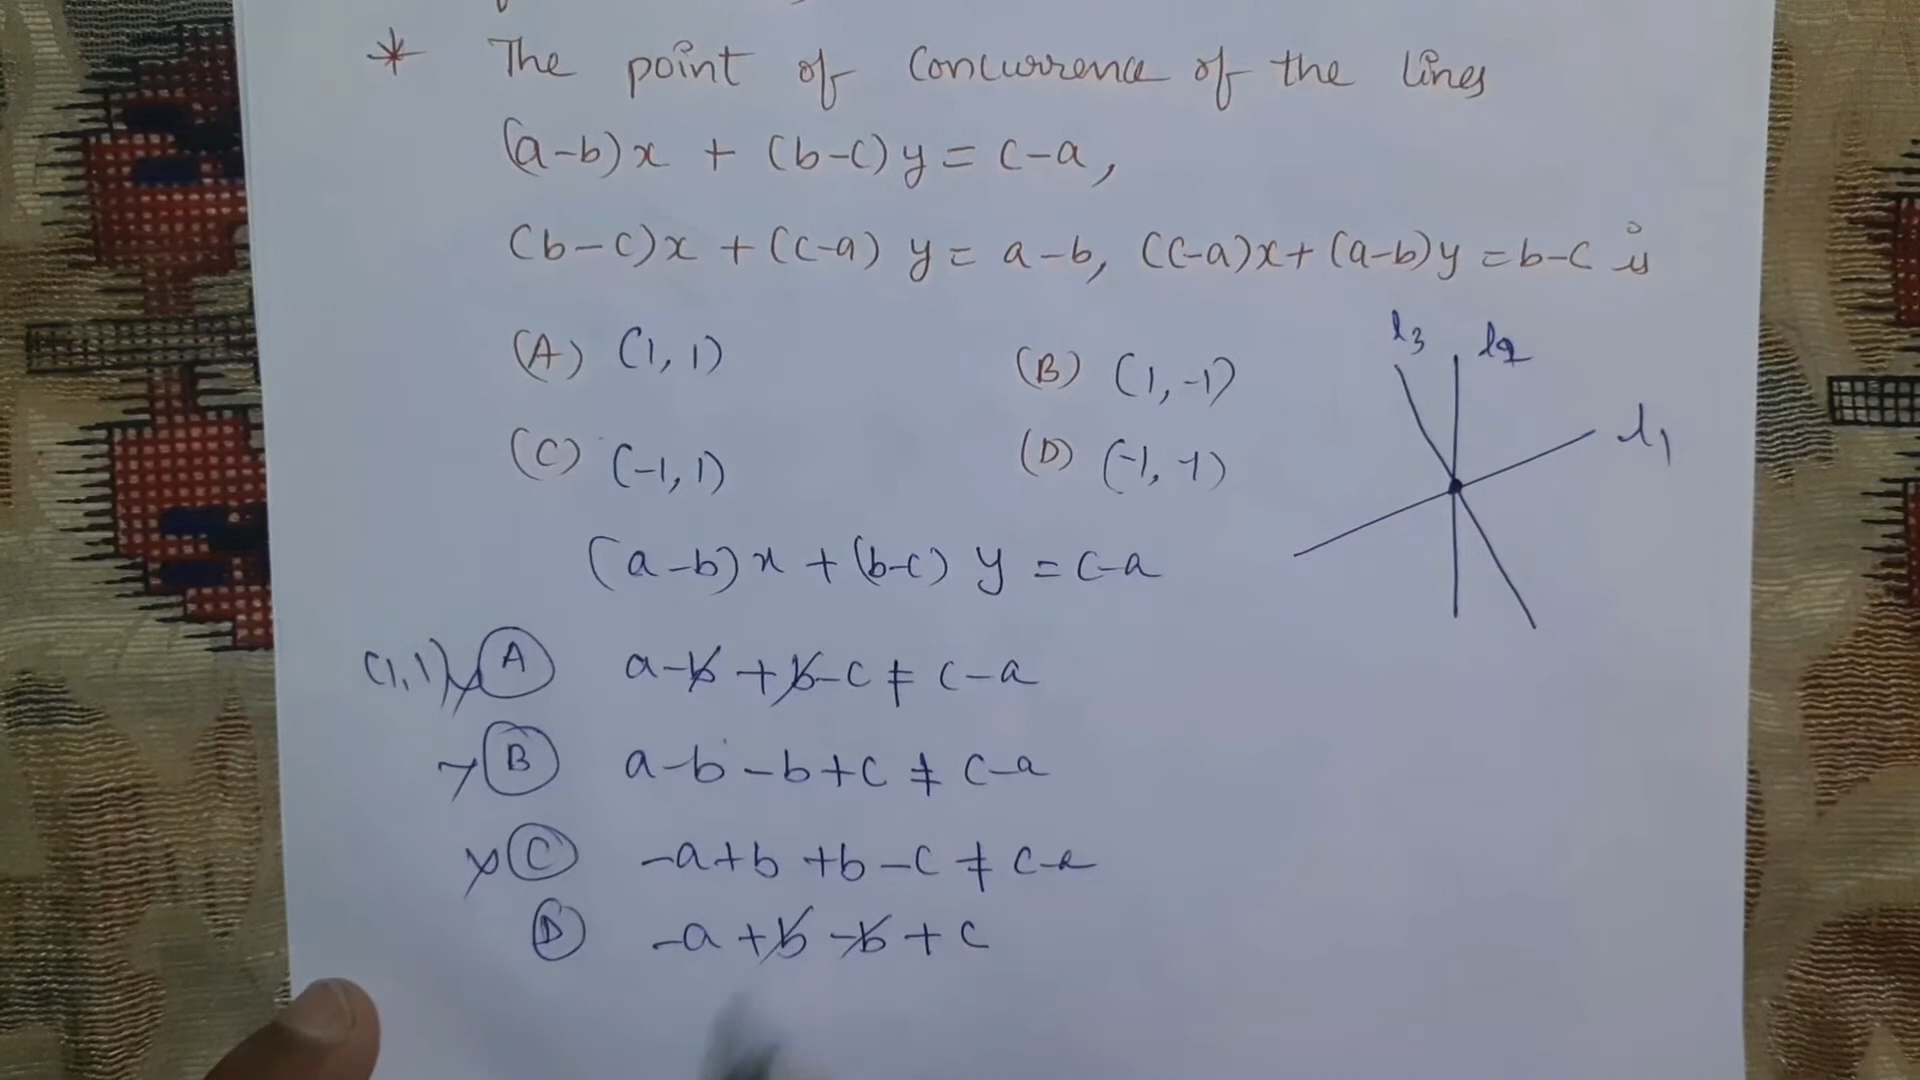 * The point of Concurrence of the lines
(a-b)x + (b-c)y = c-a,
(b-c)x + (c-a) y = a-b, (c-a)x + (a-b)y = b-c is
(A) (1, 1) (B) (1, -1)
(C) (-1, 1) (D) (-1, -1)
l3 l2
l1
(a-b)x + (b-c) y = c-a
(1,1) A a-b + b-c ≠ c-a
B a-b-b+c ≠ c-a
C -a+b+b-c ≠ c-a
D -a+b-b+c